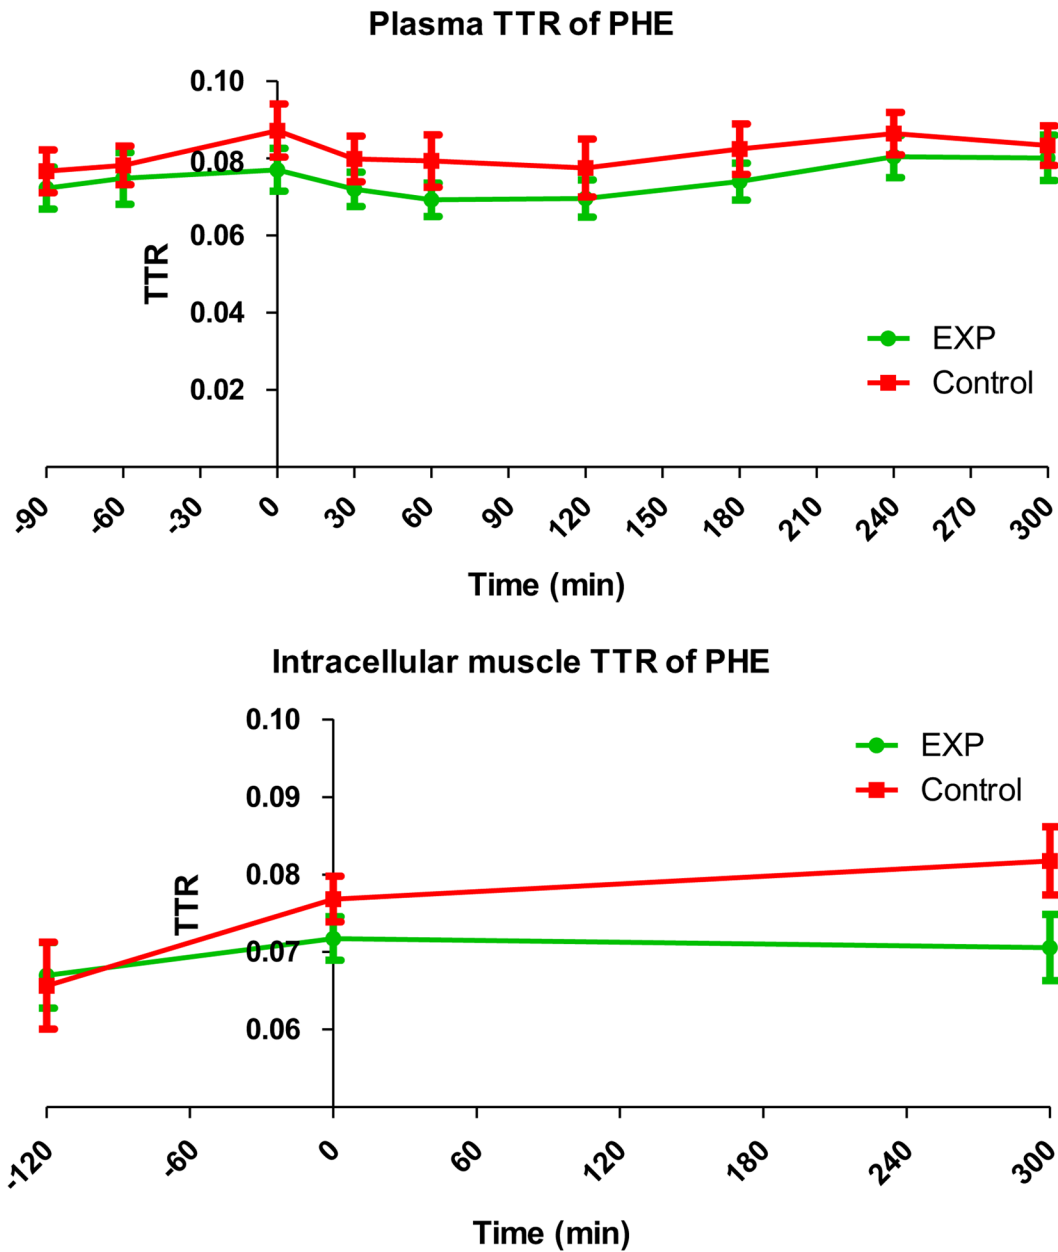 Plasma TTR of PHE
0.10
0.08
0.06
0.04
0.02
TTR
EXP
Control
-90 -60 -30 0 30 60 90 120 150 180 210 240 270 300
Time (min)
Intracellular muscle TTR of PHE
0.10
0.09
0.08
0.07
0.06
TTR
EXP
Control
-120 -60 0 60 120 180 240 300
Time (min)